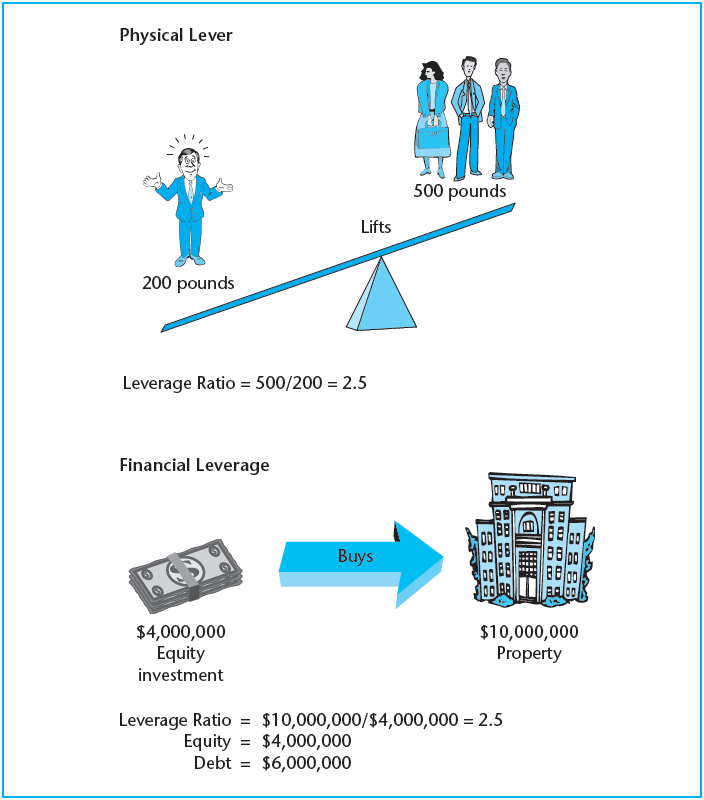 Physical Lever
500 pounds
Lifts
200 pounds
Leverage Ratio = 500/200 = 2.5
Financial Leverage
Buys
$4,000,000
Equity
investment
$10,000,000
Property
Leverage Ratio = $10,000,000/$4,000,000 = 2.5
Equity = $4,000,000
Debt = $6,000,000